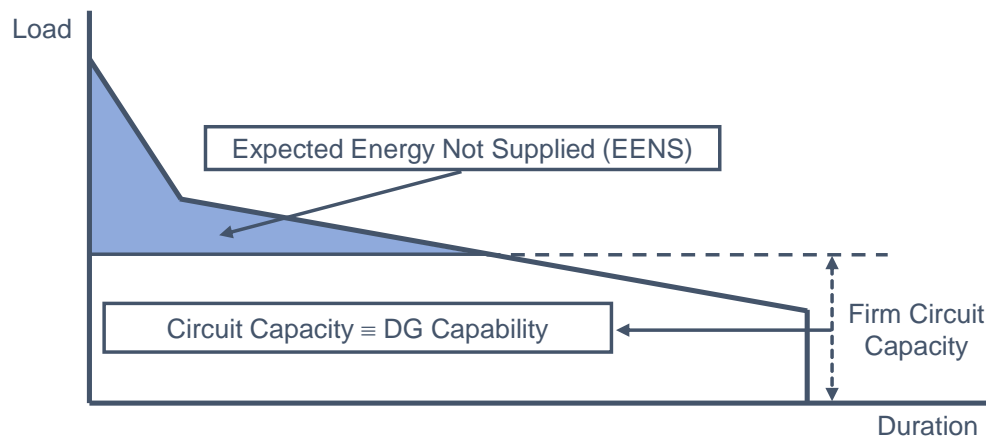 Load
Expected Energy Not Supplied (EENS)
Circuit Capacity ≡ DG Capability
Firm Circuit
Capacity
Duration